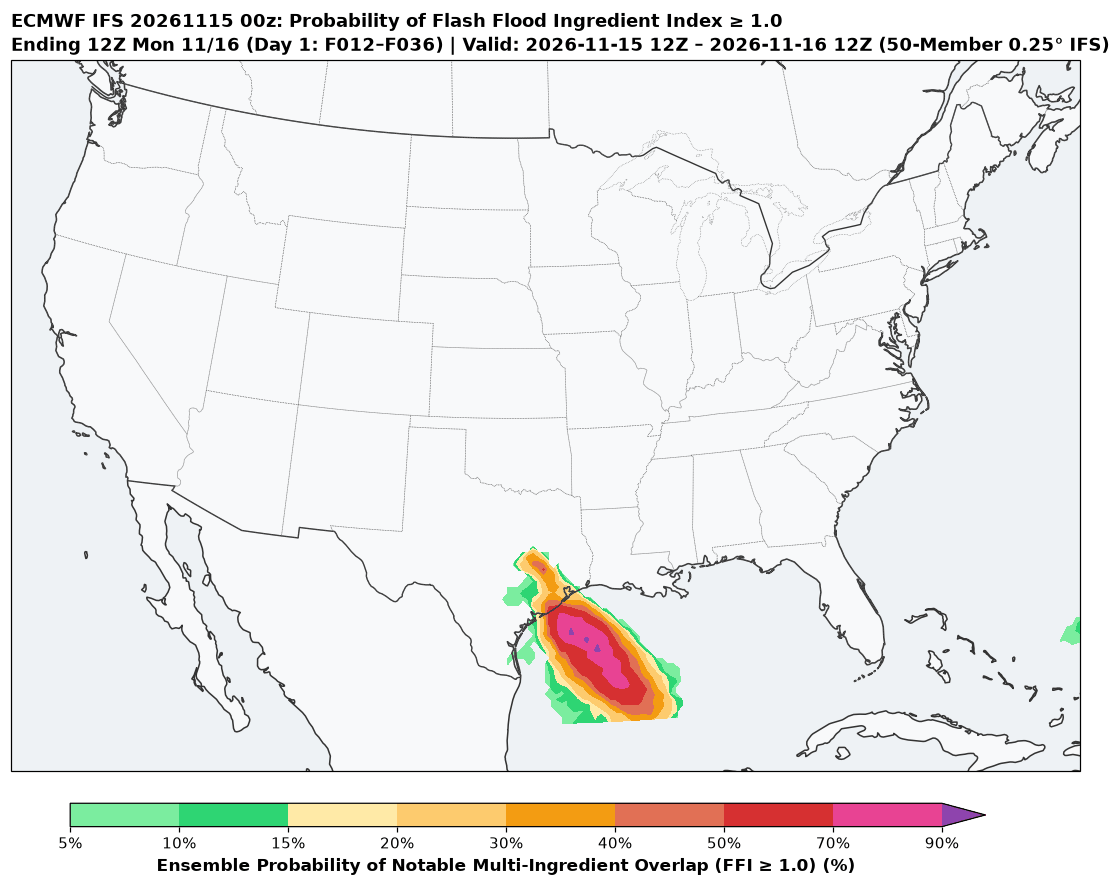 ECMWF IFS 20261115 00z: Probability of Flash Flood Ingredient Index ≥ 1.0
Ending 12Z Mon 11/16 (Day 1: F012–F036) | Valid: 2026-11-15 12Z – 2026-11-16 12Z (50-Member 0.25° IFS)
5% 10% 15% 20% 30% 40% 50% 70% 90%
Ensemble Probability of Notable Multi-Ingredient Overlap (FFI ≥ 1.0) (%)